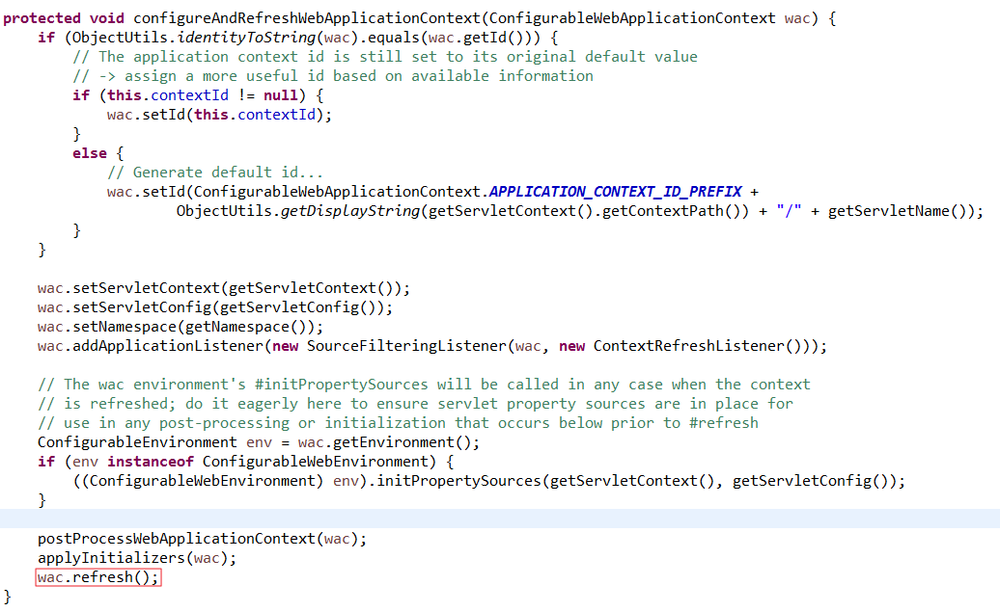 protected void configureAndRefreshWebApplicationContext(ConfigurableWebApplicationContext wac) {
    if (ObjectUtils.identityToString(wac).equals(wac.getId())) {
        // The application context id is still set to its original default value
        // -> assign a more useful id based on available information
        if (this.contextId != null) {
            wac.setId(this.contextId);
        }
        else {
            // Generate default id...
            wac.setId(ConfigurableWebApplicationContext.APPLICATION_CONTEXT_ID_PREFIX +
                    ObjectUtils.getDisplayString(getServletContext().getContextPath()) + "/" + getServletName());
        }
    }

    wac.setServletContext(getServletContext());
    wac.setServletConfig(getServletConfig());
    wac.setNamespace(getNamespace());
    wac.addApplicationListener(new SourceFilteringListener(wac, new ContextRefreshListener()));

    // The wac environment's #initPropertySources will be called in any case when the context
    // is refreshed; do it eagerly here to ensure servlet property sources are in place for
    // use in any post-processing or initialization that occurs below prior to #refresh
    ConfigurableEnvironment env = wac.getEnvironment();
    if (env instanceof ConfigurableWebEnvironment) {
        ((ConfigurableWebEnvironment) env).initPropertySources(getServletContext(), getServletConfig());
    }

    postProcessWebApplicationContext(wac);
    applyInitializers(wac);
    wac.refresh();
}